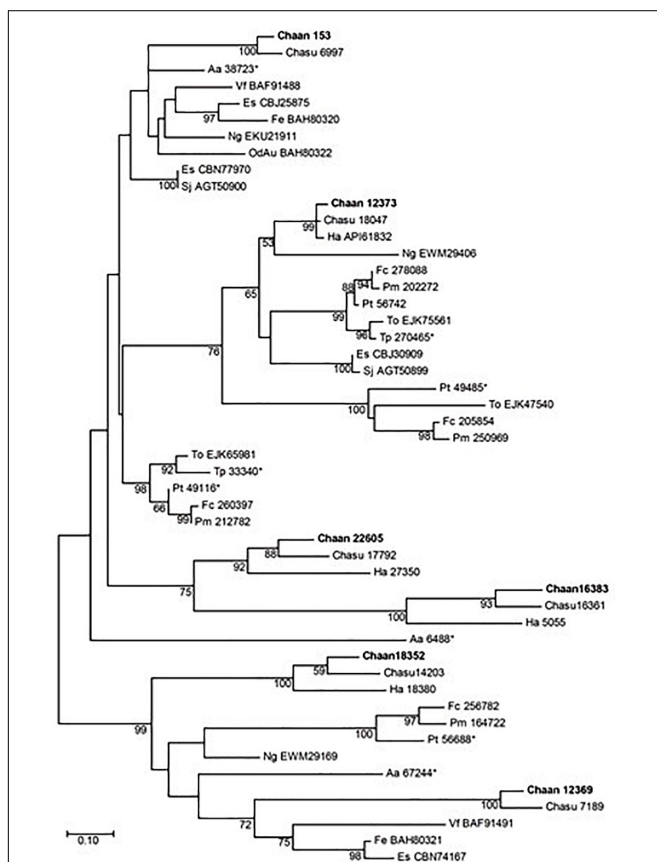 Chaan 153
100
Chasu 6997
Aa 38723*
Vf BAF91488
Es CBJ25875
97
Fe BAH80320
Ng EKU21911
OdAu BAH80322
Es CBN77970
100
Sj AGT50900
Chaan 12373
Chasu 18047
99
Ha API61832
53
Ng EWM29406
Fc 278088
88
94
Pm 202272
65
Pt 56742
99
To EJK75561
96
Tp 270465*
Es CBJ30909
76
100
Sj AGT50899
Pt 49485*
100
To EJK47540
Fc 205854
98
Pm 250969
To EJK65981
92
Tp 33340*
98
Pt 49116*
66
Fc 260397
99
Pm 212782
Chaan 22605
88
Chasu 17792
92
Ha 27350
75
Chaan16383
93
Chasu16361
100
Ha 5055
Aa 6488*
Chaan18352
59
Chasu14203
100
Ha 18380
Fc 256782
97
Pm 164722
99
100
Pt 56688*
Ng EWM29169
Aa 67244*
Chaan 12369
100
Chasu 7189
72
Vf BAF91491
75
Fe BAH80321
98
Es CBN74167
0.10